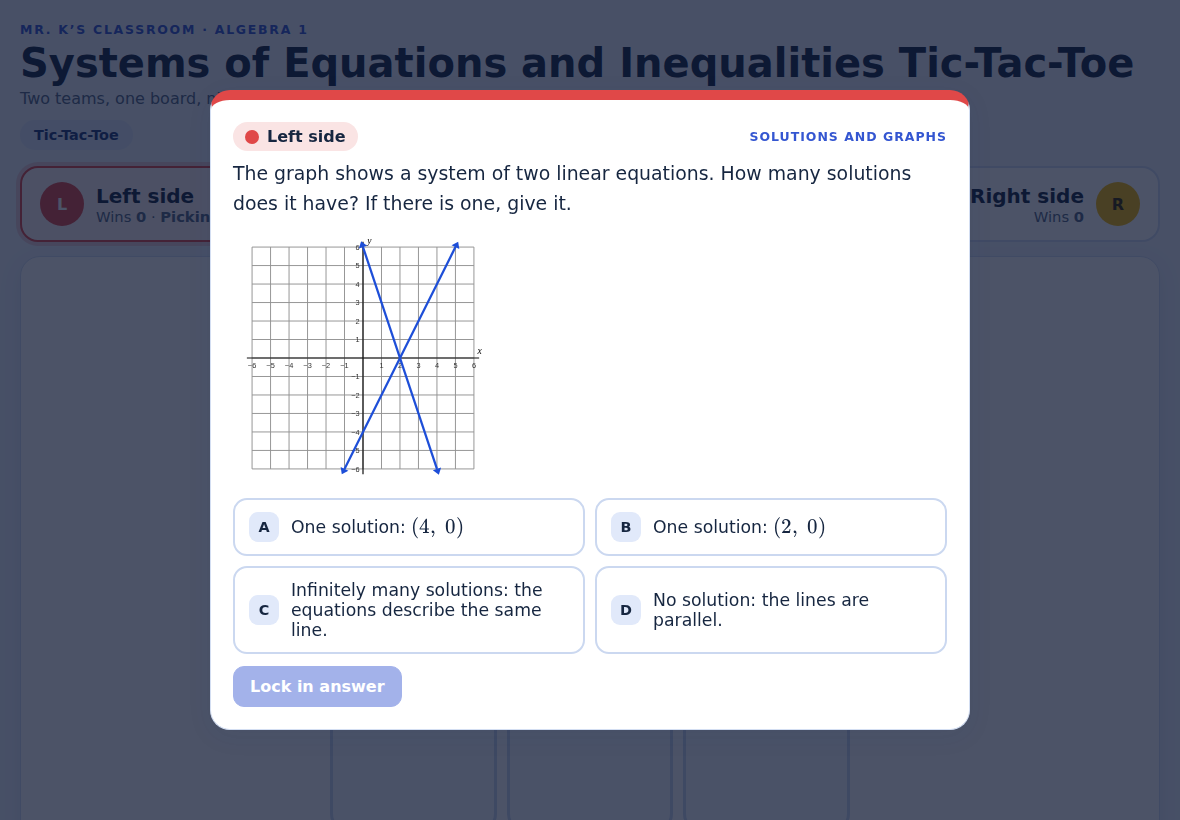 MR. K’S CLASSROOM · ALGEBRA 1
Systems of Equations and Inequalities Tic-Tac-Toe
Two teams, one board,
Tic-Tac-Toe
L
Left side
Wins 0 ·
Right side
Wins 0
R
Left side
SOLUTIONS AND GRAPHS
The graph shows a system of two linear equations. How many solutions
does it have? If there is one, give it.
y
6
5
4
3
2
1
x
−6 −5 −4 −3 −2 −1 1 2 3 4 5 6
−1
−2
−3
−4
−5
−6
A One solution: (4, 0)
B One solution: (2, 0)
C Infinitely many solutions: the
equations describe the same
line.
D No solution: the lines are
parallel.
Lock in answer